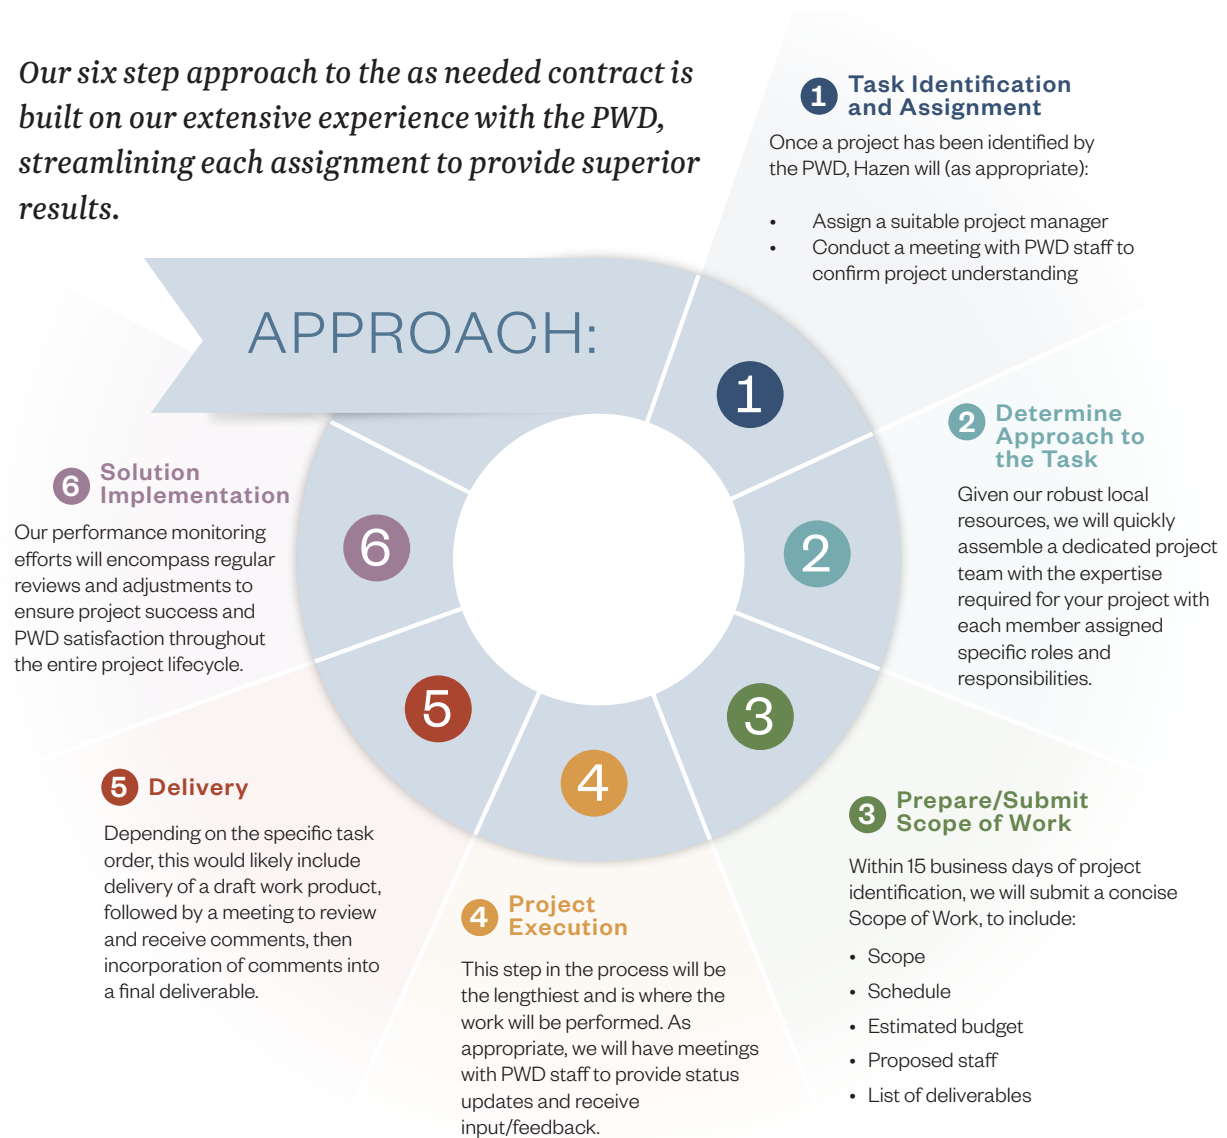 Our six step approach to the as needed contract is
built on our extensive experience with the PWD,
streamlining each assignment to provide superior
results.
APPROACH:
1
2
3
4
5
6
1 Task Identification
and Assignment
Once a project has been identified by
the PWD, Hazen will (as appropriate):
• Assign a suitable project manager
• Conduct a meeting with PWD staff to
confirm project understanding
2 Determine
Approach to
the Task
Given our robust local
resources, we will quickly
assemble a dedicated project
team with the expertise
required for your project with
each member assigned
specific roles and
responsibilities.
3 Prepare/Submit
Scope of Work
Within 15 business days of project
identification, we will submit a concise
Scope of Work, to include:
• Scope
• Schedule
• Estimated budget
• Proposed staff
• List of deliverables
4 Project
Execution
This step in the process will be
the lengthiest and is where the
work will be performed. As
appropriate, we will have meetings
with PWD staff to provide status
updates and receive
input/feedback.
5 Delivery
Depending on the specific task
order, this would likely include
delivery of a draft work product,
followed by a meeting to review
and receive comments, then
incorporation of comments into
a final deliverable.
6 Solution
Implementation
Our performance monitoring
efforts will encompass regular
reviews and adjustments to
ensure project success and
PWD satisfaction throughout
the entire project lifecycle.